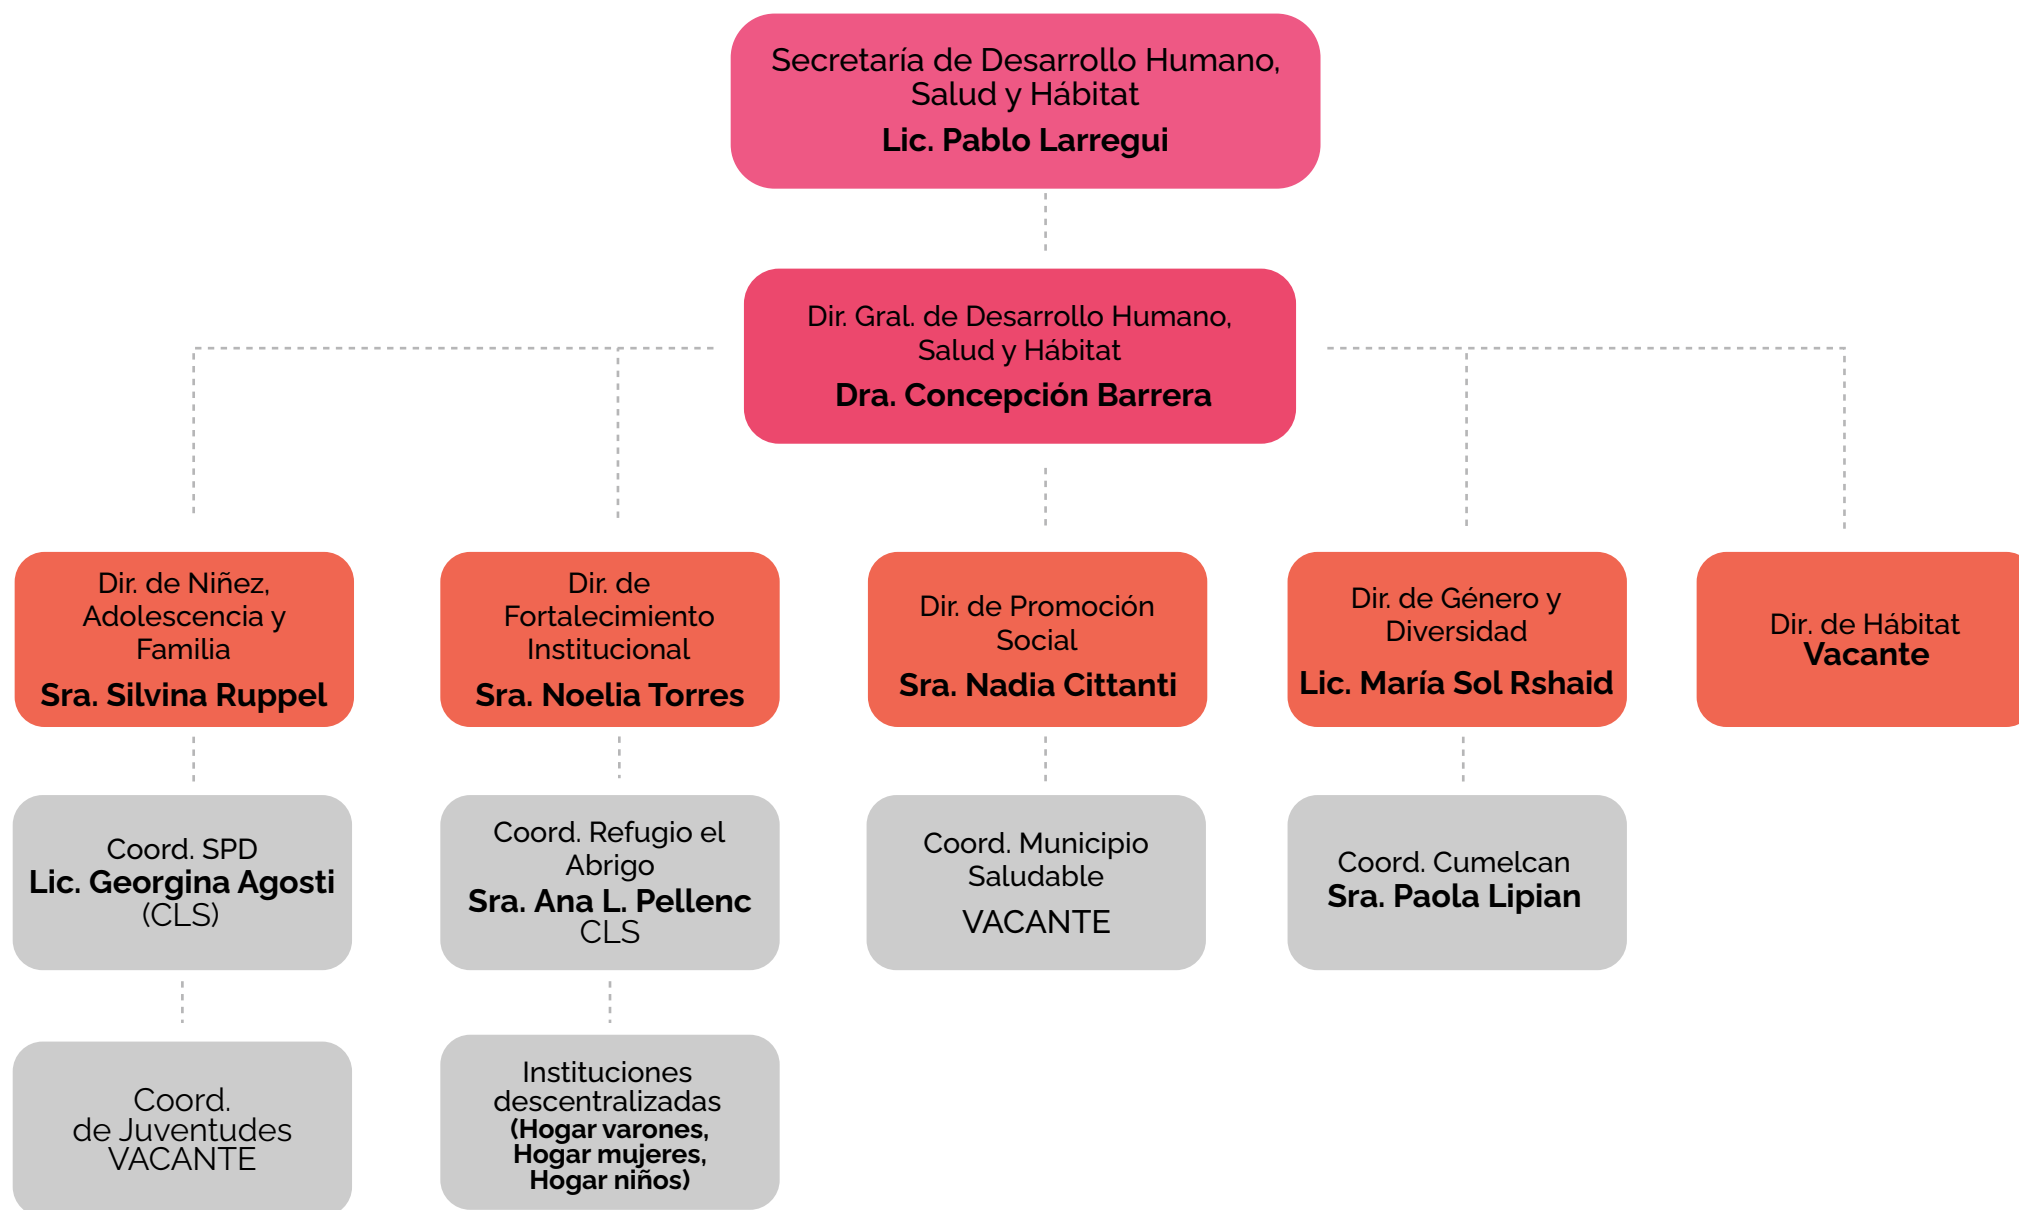 Secretaría de Desarrollo Humano,
Salud y Hábitat
Lic. Pablo Larregui
Dir. Gral. de Desarrollo Humano,
Salud y Hábitat
Dra. Concepción Barrera
Dir. de Niñez,
Adolescencia y
Familia
Sra. Silvina Ruppel
Dir. de
Fortalecimiento
Institucional
Sra. Noelia Torres
Dir. de Promoción
Social
Sra. Nadia Cittanti
Dir. de Género y
Diversidad
Lic. María Sol Rshaid
Dir. de Hábitat
Vacante
Coord. SPD
Lic. Georgina Agosti
(CLS)
Coord. Refugio el
Abrigo
Sra. Ana L. Pellenc
CLS
Coord. Municipio
Saludable
VACANTE
Coord. Cumelcan
Sra. Paola Lipian
Coord.
de Juventudes
VACANTE
Instituciones
descentralizadas
(Hogar varones,
Hogar mujeres,
Hogar niños)